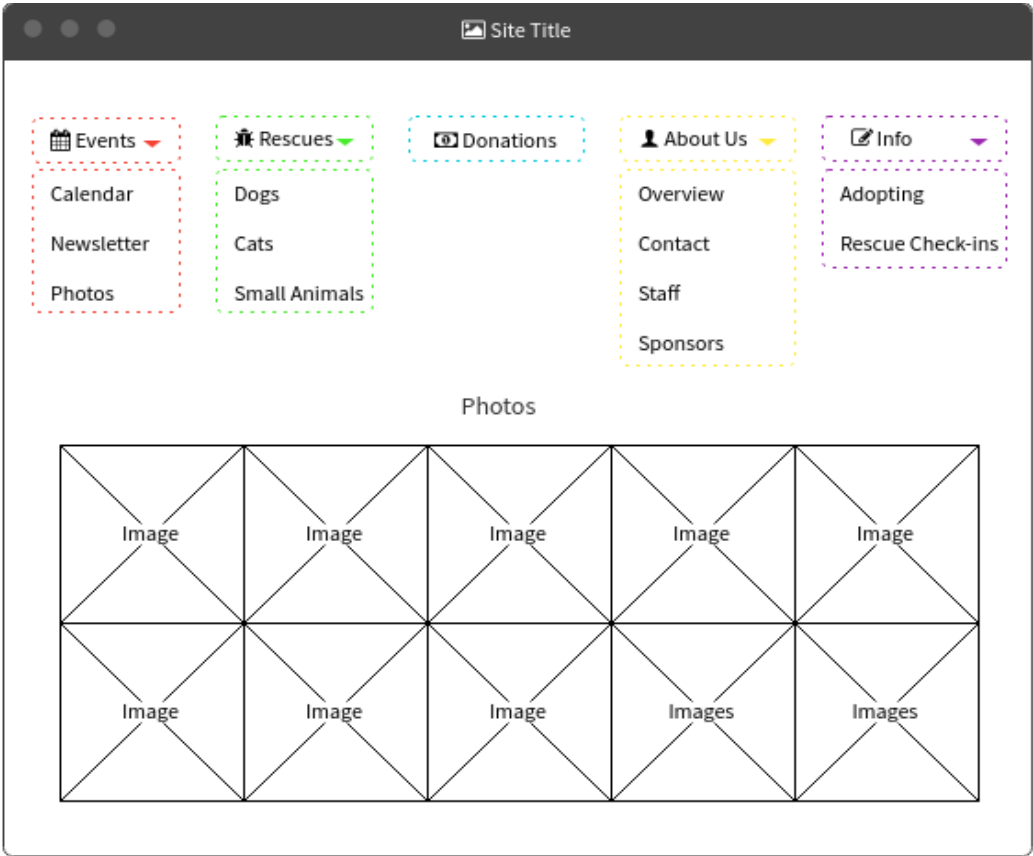 Site Title
Events
Calendar
Newsletter
Photos
Rescues
Dogs
Cats
Small Animals
Donations
About Us
Overview
Contact
Staff
Sponsors
Info
Adopting
Rescue Check-ins
Photos
Image
Image
Image
Image
Image
Image
Image
Image
Images
Images